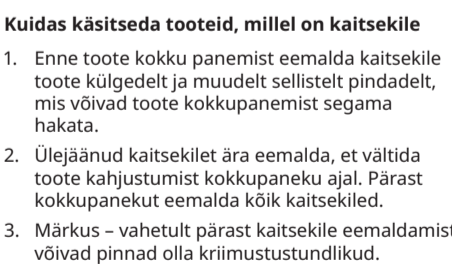 Kuidas käsitseda tooteid, millel on kaitsekile
1. Enne toote kokku panemist eemalda kaitsekile
toote külgedelt ja muudelt sellistelt pindadelt,
mis võivad toote kokkupanemist segama
hakata.
2. Ülejäänud kaitsekilet ära eemalda, et vältida
toote kahjustumist kokkupaneku ajal. Pärast
kokkupanekut eemalda kõik kaitsekiled.
3. Märkus – vahetult pärast kaitsekile eemaldamist
võivad pinnad olla kriimustustundlikud.